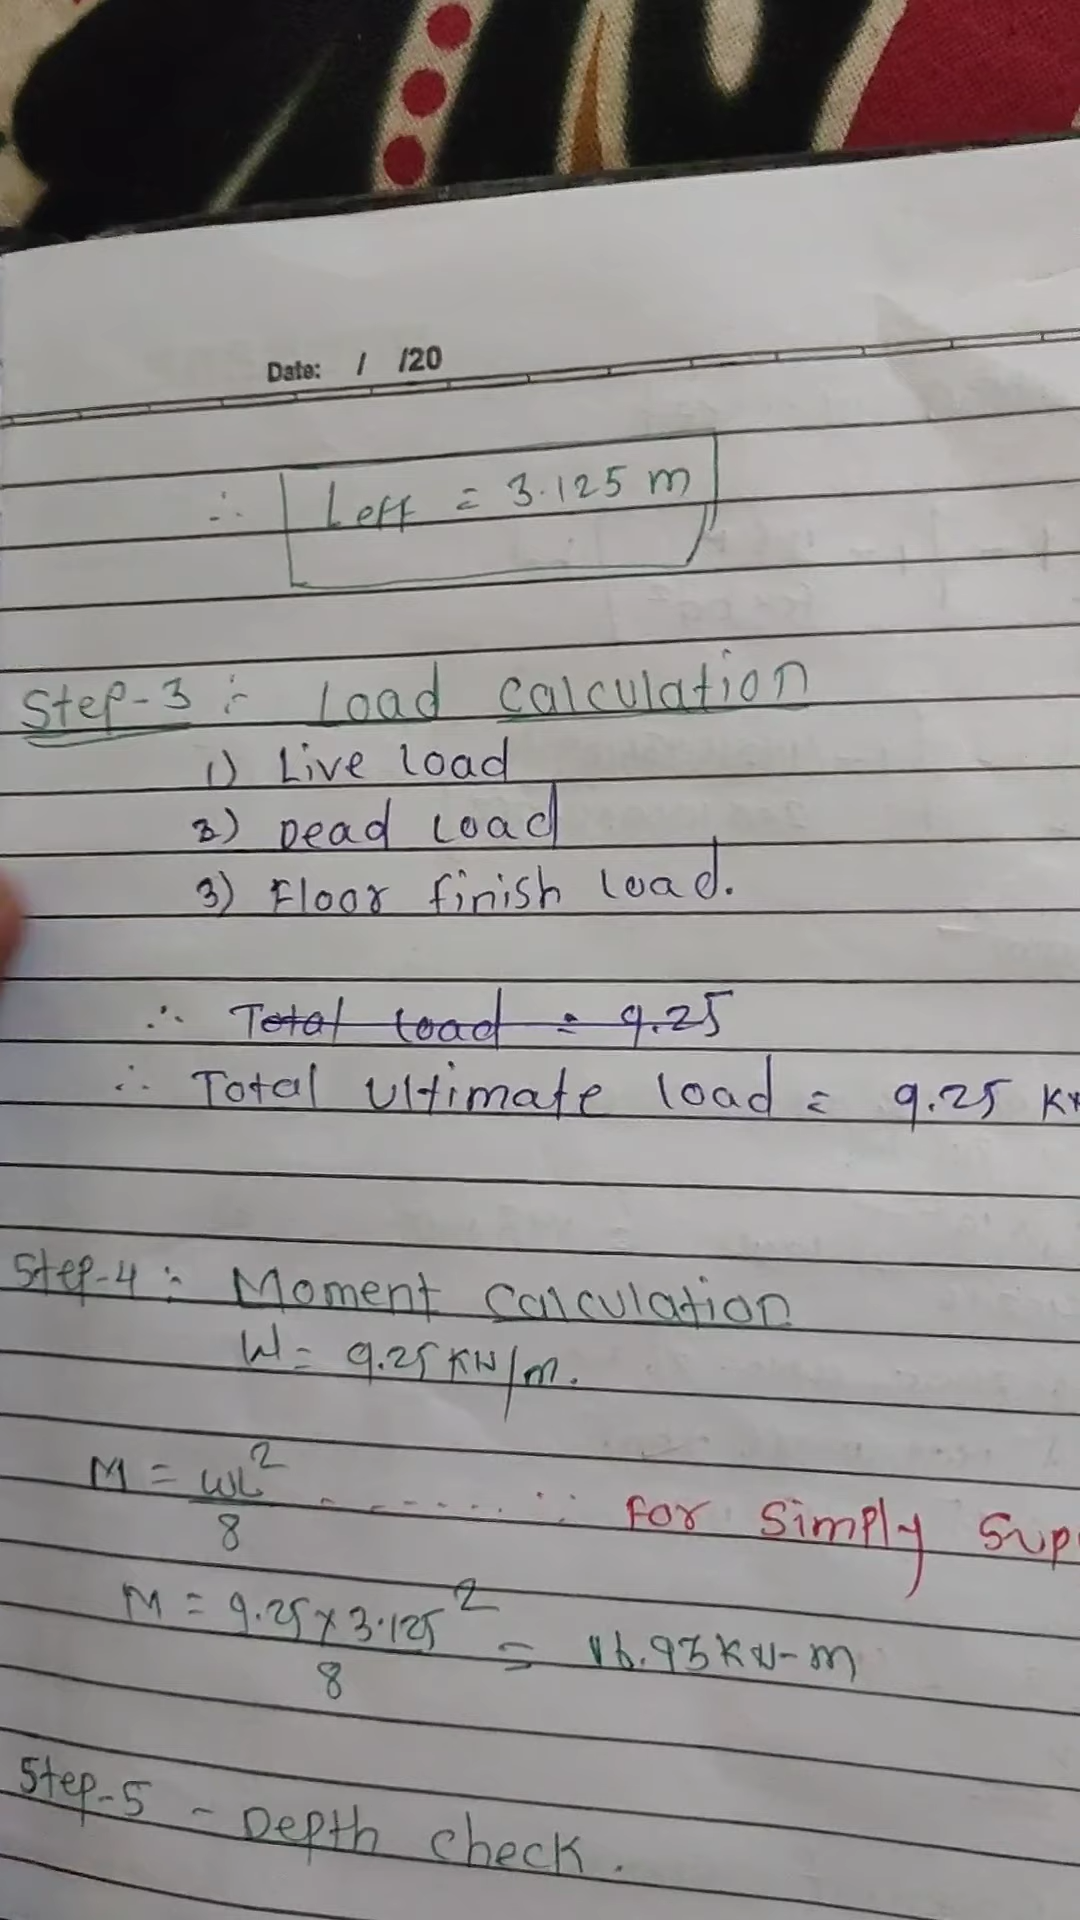 Date: / /20
∴ Leff = 3.125 m
Step-3 :- Load calculation
1) Live load
2) Dead load
3) Floor finish load.
∴ Total load = 9.25
∴ Total ultimate load = 9.25
Step-4 :- Moment calculation
W = 9.25 KN/m.
M = WL²/8 - - - - - - ..... ∵ For simply
M = 9.25 x 3.125²/8 = 16.93 KN-m
Step-5 - Depth check.